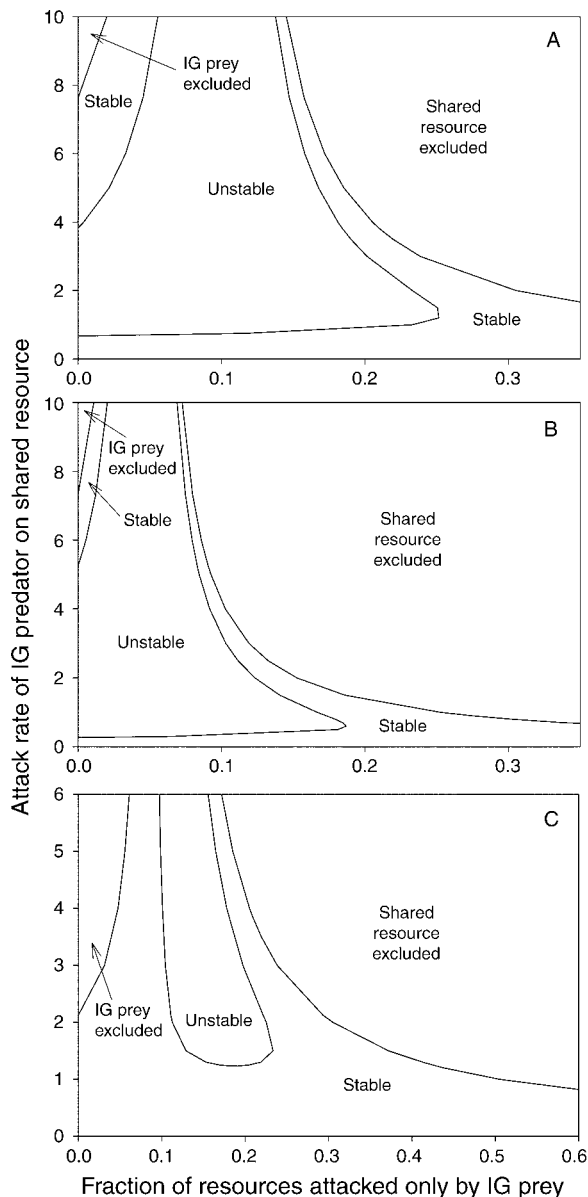 Attack rate of IG predator on shared resource
A
10
8
6
4
2
0
IG prey
excluded
Stable
Unstable
Shared
resource
excluded
Stable
0.0 0.1 0.2 0.3
B
10
8
6
4
2
0
IG prey
excluded
Stable
Unstable
Shared
resource
excluded
Stable
0.0 0.1 0.2 0.3
C
6
5
4
3
2
1
0
IG prey
excluded
Unstable
Shared
resource
excluded
Stable
0.0 0.1 0.2 0.3 0.4 0.5 0.6
Fraction of resources attacked only by IG prey